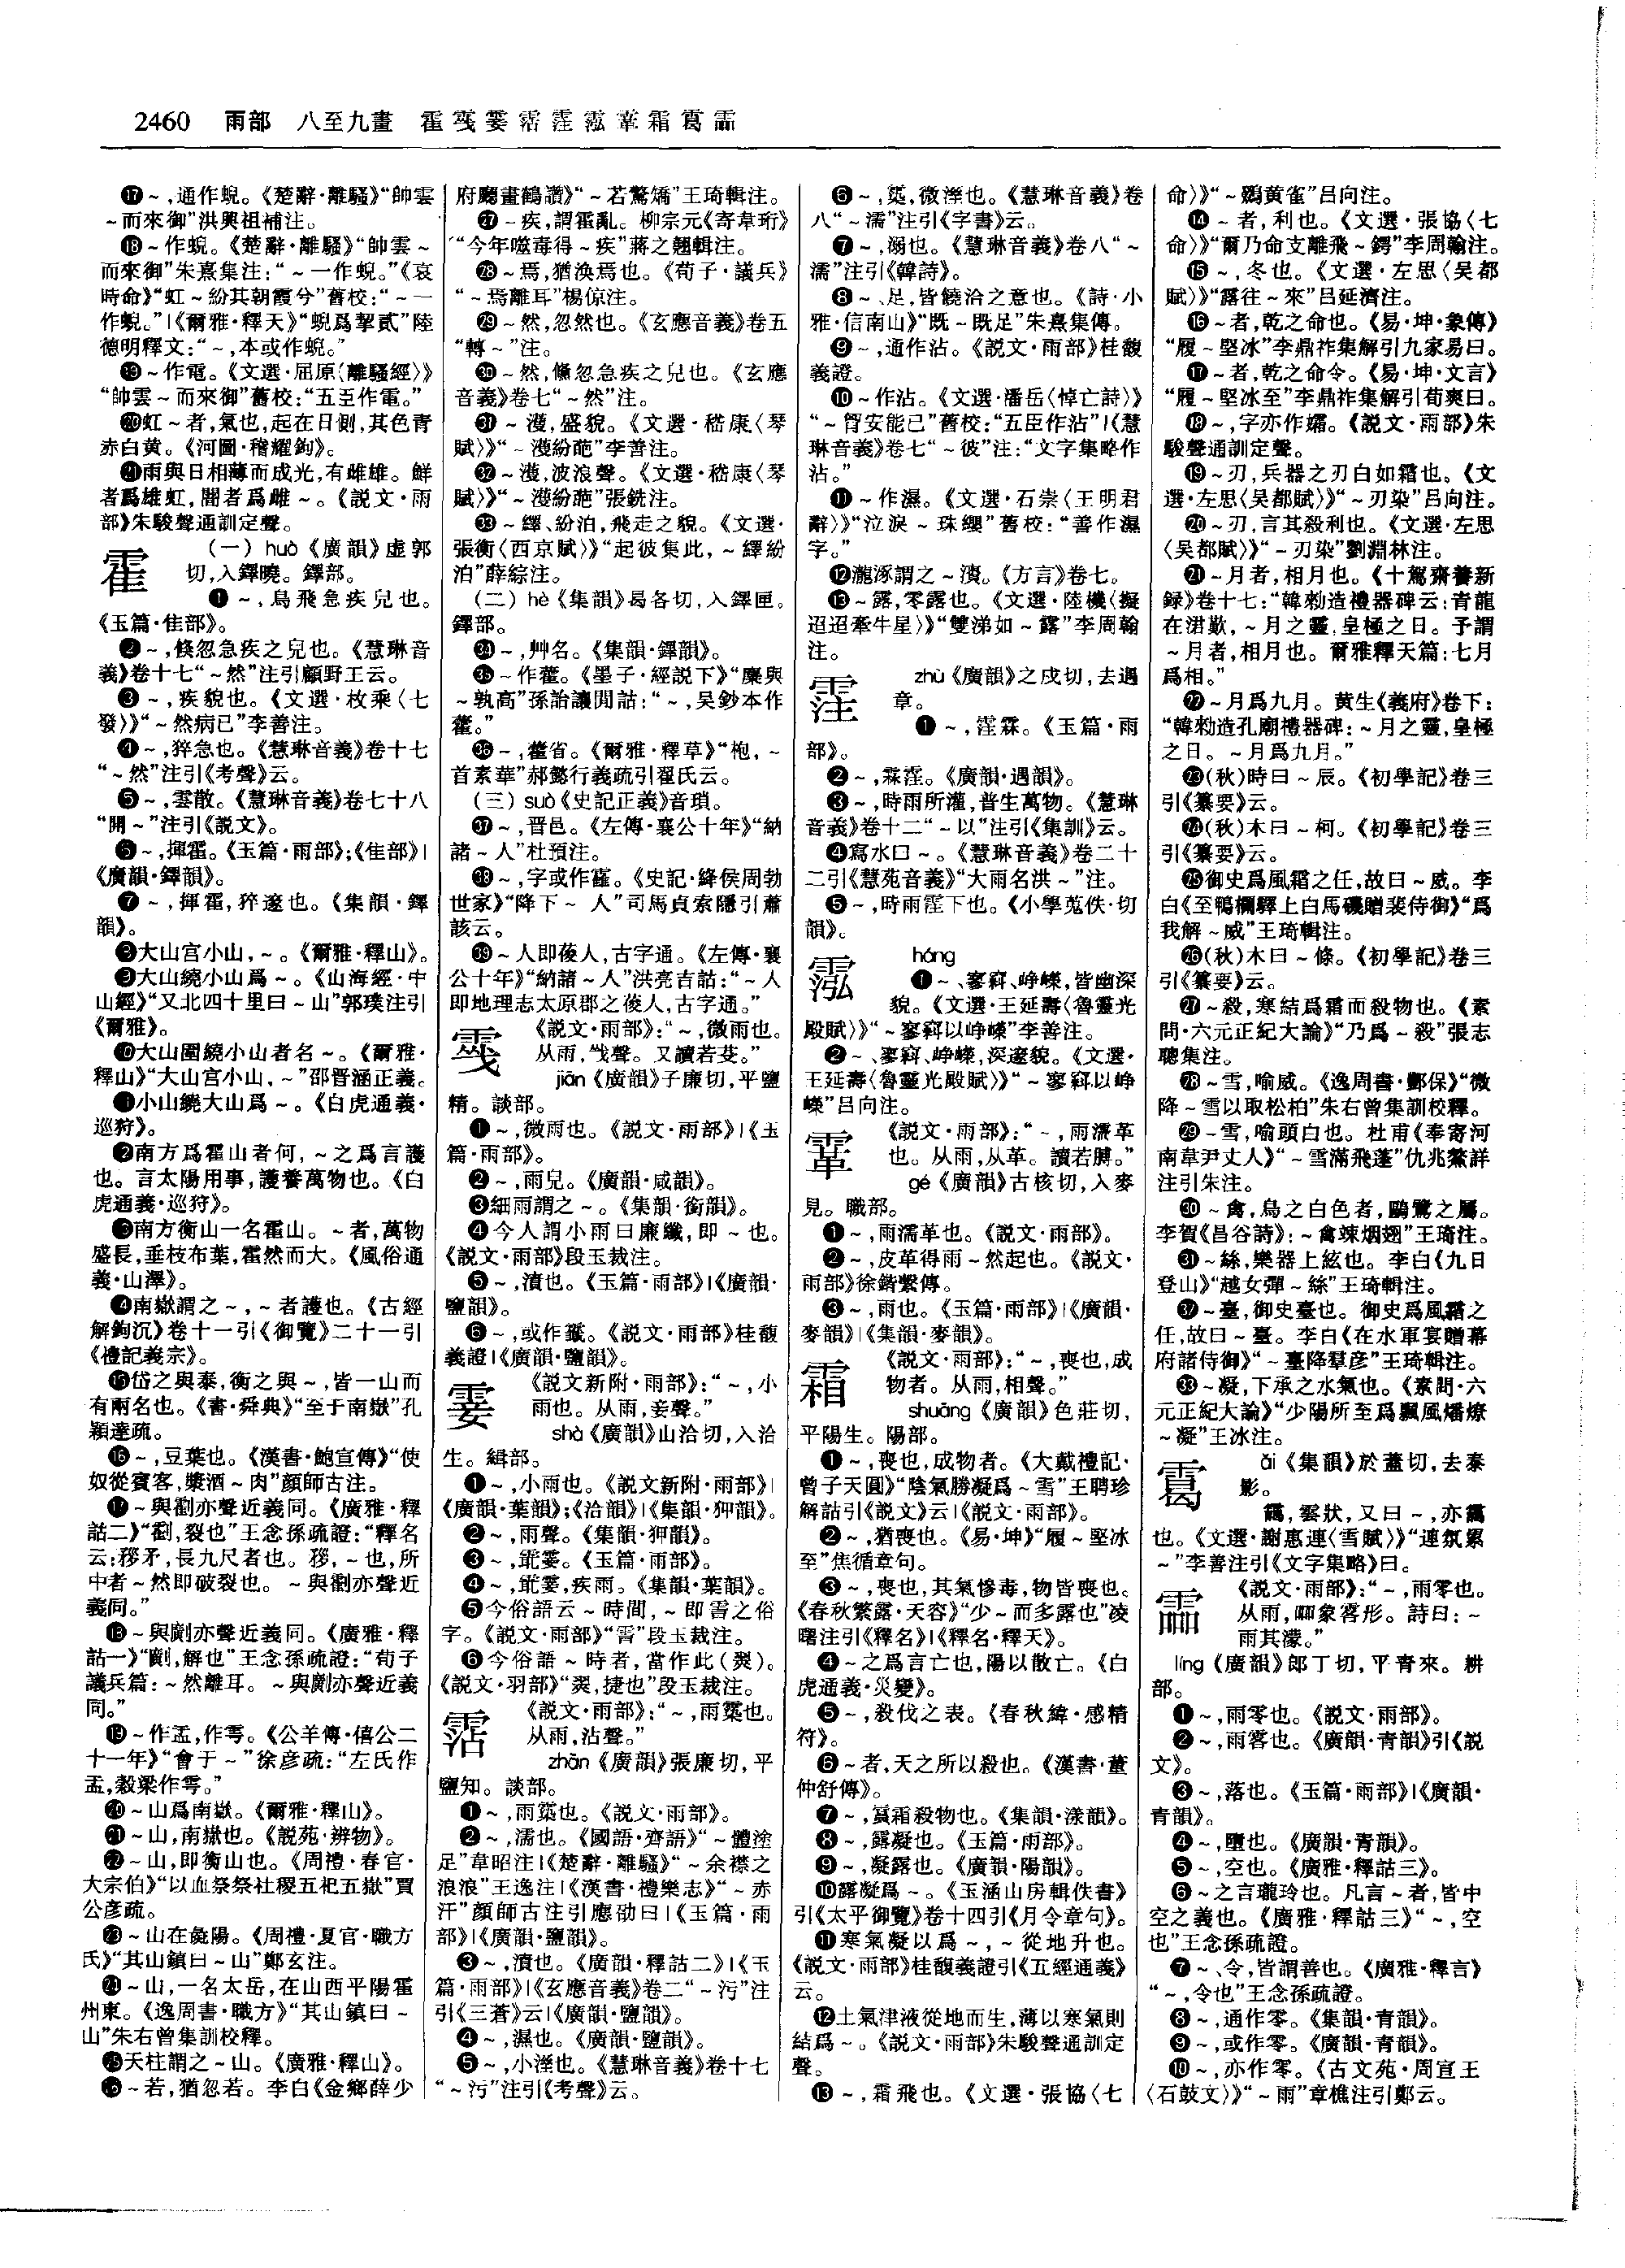 2460 雨部 八至九畫 霍䨘霎霑霔霐霋霜靄霝
⓱～,通作蜺。《楚辭·離騷》“帥雲
～而來御”洪興祖補注。
⓲～作蜺。《楚辭·離騷》“帥雲～
而來御”朱熹集注:“～一作蜺。”《哀
時命》“虹～紛其朝霞兮”舊校:“～一
作蜺。”|《爾雅·釋天》“蜺爲挈貳”陸
德明釋文:“～,本或作蜺。”
⓳～作電。《文選·屈原〈離騷經〉》
“帥雲～而來御”舊校:“五臣作電。”
⓴虹～者,氣也,起在日側,其色青
赤白黄。《河圖·稽耀鉤》。
㉑雨與日相薄而成光,有雌雄。鮮
者爲雄虹,闇者爲雌～。《説文·雨
部》朱駿聲通訓定聲。
霍 (一) huò《廣韻》虚郭
切,入鐸曉。鐸部。
❶～,鳥飛急疾皃也。
《玉篇·隹部》。
❷～,倏忽急疾之皃也。《慧琳音
義》卷十七“～然”注引顧野王云。
❸～,疾貌也。《文選·枚乘〈七
發〉》“～然病已”李善注。
❹～,猝急也。《慧琳音義》卷十七
“～然”注引《考聲》云。
❺～,雲散。《慧琳音義》卷七十八
“開～”注引《説文》。
❻～,揮霍。《玉篇·雨部》;《隹部》|
《廣韻·鐸韻》。
❼～,揮霍,猝遽也。《集韻·鐸
韻》。
❽大山宫小山,～。《爾雅·釋山》。
❾大山繞小山爲～。《山海經·中
山經》“又北四十里曰～山”郭璞注引
《爾雅》。
❿大山圍繞小山者名～。《爾雅·
釋山》“大山宫小山,～”邵晉涵正義。
⓫小山繞大山爲～。《白虎通義·
巡狩》。
⓬南方爲霍山者何,～之爲言護
也。言太陽用事,護養萬物也。《白
虎通義·巡狩》。
⓭南方衡山一名霍山。～者,萬物
盛長,垂枝布葉,霍然而大。《風俗通
義·山澤》。
⓮南嶽謂之～,～者護也。《古經
解鉤沉》卷十一引《御覽》二十一引
《禮記義宗》。
⓯岱之與泰,衡之與～,皆一山而
有兩名也。《書·舜典》“至于南嶽”孔
穎達疏。
⓰～,豆葉也。《漢書·鮑宣傳》“使
奴從賓客,漿酒～肉”顔師古注。
⓱～與劐亦聲近義同。《廣雅·釋
詁二》“劐,裂也”王念孫疏證:“釋名
云:矛,長九尺者也。,～也,所
中者～然即破裂也。～與劐亦聲近
義同。”
⓲～與劘亦聲近義同。《廣雅·釋
詁一》“,解也”王念孫疏證:“荀子
議兵篇:～然離耳。～與亦聲近義
同。”
⓳～作盂,作雩。《公羊傳·僖公二
十一年》“會于～”徐彦疏:“左氏作
盂,穀梁作雩。”
⓴～山爲南嶽。《爾雅·釋山》。
㉑～山,南嶽也。《説苑·辨物》。
㉒～山,即衡山也。《周禮·春官·
大宗伯》“以血祭祭社稷五祀五嶽”賈
公彦疏。
㉓～山在彘陽。《周禮·夏官·職方
氏》“其山鎮曰～山”鄭玄注。
㉔～山,一名太岳,在山西平陽霍
州東。《逸周書·職方》“其山鎮曰～
山”朱右曾集訓校釋。
㉕天柱謂之～山。《廣雅·釋山》。
㉖～若,猶忽若。李白《金鄉薛少
府廳畫鶴讚》“～若驚矯”王琦輯注。
㉗～疾,謂霍亂。柳宗元《寄韋珩》
“今年噬毒得～疾”蔣之翹輯注。
㉘～焉,猶渙焉也。《荀子·議兵》
“～焉離耳”楊倞注。
㉙～然,忽然也。《玄應音義》卷五
“轉～”注。
㉚～然,儵忽急疾之皃也。《玄應
音義》卷七“～然”注。
㉛～濩,盛貌。《文選·嵇康〈琴
賦〉》“～濩紛葩”李善注。
㉜～濩,波浪聲。《文選·嵇康〈琴
賦〉》“～濩紛葩”張銑注。
㉝～繹、紛泊,飛走之貌。《文選·
張衡〈西京賦〉》“起彼集此,～繹紛
泊”薛綜注。
(二) hè《集韻》曷各切,入鐸匣。
鐸部。
㉞～,艸名。《集韻·鐸韻》。
㉟～作藿。《墨子·經説下》“麋與
～孰高”孫詒讓閒詁:“～,吴鈔本作
藿。”
㊱～,藿省。《爾雅·釋草》“枹,～
首素華”郝懿行義疏引翟氏云。
(三) suǒ《史記正義》音瑣。
㊲～,晋邑。《左傳·襄公十年》“納
諸～人”杜預注。
㊳～,字或作靃。《史記·絳侯周勃
世家》“降下～人”司馬貞索隱引蕭
該云。
㊴～人即葰人,古字通。《左傳·襄
公十年》“納諸～人”洪亮吉詁:“～人
即地理志太原郡之葰人,古字通。”
䨘 《説文·雨部》:“～,微雨也。
从雨,㦰聲。又讀若芟。”
jiān《廣韻》子廉切,平鹽
精。談部。
❶～,微雨也。《説文·雨部》|《玉
篇·雨部》。
❷～,雨皃。《廣韻·咸韻》。
❸細雨謂之～。《集韻·銜韻》。
❹今人謂小雨曰廉纖,即～也。
《説文·雨部》段玉裁注。
❺～,漬也。《玉篇·雨部》|《廣韻·
鹽韻》。
❻～,或作䨤。《説文·雨部》桂馥
義證|《廣韻·鹽韻》。
霎 《説文新附·雨部》:“～,小
雨也。从雨,妾聲。”
shà《廣韻》山洽切,入洽
生。緝部。
❶～,小雨也。《説文新附·雨部》|
《廣韻·葉韻》;《洽韻》|《集韻·狎韻》。
❷～,雨聲。《集韻·狎韻》。
❸～,霎。《玉篇·雨部》。
❹～,霎,疾雨。《集韻·葉韻》。
❺今俗語云～時間,～即霅之俗
字。《説文·雨部》“霅”段玉裁注。
❻今俗語～時者,當作此(翜)。
《説文·羽部》“翜,捷也”段玉裁注。
霑 《説文·雨部》:“～,雨䨙也。
从雨,沾聲。”
zhān《廣韻》張廉切,平
鹽知。談部。
❶～,雨䨙也。《説文·雨部》。
❷～,濡也。《國語·齊語》“～體塗
足”韋昭注|《楚辭·離騷》“～余襟之
浪浪”王逸注|《漢書·禮樂志》“～赤
汗”顔師古注引應劭曰|《玉篇·雨
部》|《廣韻·鹽韻》。
❸～,漬也。《廣韻·釋詁二》|《玉
篇·雨部》|《玄應音義》卷二“～污”注
引《三蒼》云|《廣韻·鹽韻》。
❹～,濕也。《廣韻·鹽韻》。
❺～,小溼也。《慧琳音義》卷十七
“～污”注引《考聲》云。
❻～,䨙,微溼也。《慧琳音義》卷
八“～濡”注引《字書》云。
❼～,溺也。《慧琳音義》卷八“～
濡”注引《韓詩》。
❽～、足,皆饒洽之意也。《詩·小
雅·信南山》“既～既足”朱熹集傳。
❾～,通作沾。《説文·雨部》桂馥
義證。
❿～作沾。《文選·潘岳〈悼亡詩〉》
“～胷安能已”舊校:“五臣作沾”|《慧
琳音義》卷七“～彼”注:“文字集略作
沾。”
⓫～作濕。《文選·石崇〈王明君
辭〉》“泣淚～珠纓”舊校:“善作濕
字。”
⓬瀧涿謂之～漬。《方言》卷七。
⓭～露,零露也。《文選·陸機〈擬
迢迢牽牛星〉》“雙涕如～露”李周翰
注。
霔 zhù《廣韻》之戍切,去遇
章。
❶～,霔霖。《玉篇·雨
部》。
❷～,霖霔。《廣韻·遇韻》。
❸～,時雨所灌,普生萬物。《慧琳
音義》卷十二“～以”注引《集訓》云。
❹寫水曰～。《慧琳音義》卷二十
二引《慧苑音義》“大雨名洪～”注。
❺～,時雨霔下也。《小學蒐佚·切
韻》。
霐 hóng
❶～、寥窲、峥嶸,皆幽深
貌。《文選·王延壽〈魯靈光
殿賦〉》“～寥窲以峥嶸”李善注。
❷～、寥窲、峥嶸,深邃貌。《文選·
王延壽〈魯靈光殿賦〉》“～寥窲以峥
嶸”吕向注。
䨣 《説文·雨部》:“～,雨濡革
也。从雨,从革。讀若膊。”
gé《廣韻》古核切,入麥
見。職部。
❶～,雨濡革也。《説文·雨部》。
❷～,皮革得雨～然起也。《説文·
雨部》徐鍇繫傳。
❸～,雨也。《玉篇·雨部》|《廣韻·
麥韻》|《集韻·麥韻》。
霜 《説文·雨部》:“～,喪也,成
物者。从雨,相聲。”
shuāng《廣韻》色莊切,
平陽生。陽部。
❶～,喪也,成物者。《大戴禮記·
曾子天圓》“陰氣勝凝爲～雪”王聘珍
解詁引《説文》云|《説文·雨部》。
❷～,猶喪也。《易·坤》“履～堅冰
至”焦循章句。
❸～,喪也,其氣慘毒,物皆喪也。
《春秋繁露·天容》“少～而多露也”凌
曙注引《釋名》|《釋名·釋天》。
❹～之爲言亡也,陽以散亡。《白
虎通義·災變》。
❺～,殺伐之表。《春秋緯·感精
符》。
❻～者,天之所以殺也。《漢書·董
仲舒傳》。
❼～,霣霜殺物也。《集韻·漾韻》。
❽～,露凝也。《玉篇·雨部》。
❾～,凝露也。《廣韻·陽韻》。
❿露凝爲～。《玉涵山房輯佚書》
引《太平御覽》卷十四引《月令章句》。
⓫寒氣凝以爲～,～從地升也。
《説文·雨部》桂馥義證引《五經通義》
云。
⓬土氣津液從地而生,薄以寒氣則
結爲～。《説文·雨部》朱駿聲通訓定
聲。
⓭～,霜飛也。《文選·張協〈七
命〉》“～鷄黄雀”吕向注。
⓮～者,利也。《文選·張協〈七
命〉》“爾乃命支離飛～鍔”李周翰注。
⓯～,冬也。《文選·左思〈吴都
賦〉》“露往～來”吕延濟注。
⓰～者,乾之命也。《易·坤·象傳》
“履～堅冰”李鼎祚集解引九家易曰。
⓱～者,乾之命令。《易·坤·文言》
“履～堅冰至”李鼎祚集解引荀爽曰。
⓲～,字亦作孀。《説文·雨部》朱
駿聲通訓定聲。
⓳～刃,兵器之刃白如霜也。《文
選·左思〈吴都賦〉》“～刃染”吕向注。
⓴～刃,言其殺利也。《文選·左思
〈吴都賦〉》“～刃染”劉淵林注。
㉑～月者,相月也。《十駕齋養新
録》卷十七:“韓勑造禮器碑云:青龍
在涒歎,～月之靈,皇極之日。予謂
～月者,相月也。爾雅釋天篇:七月
爲相。”
㉒～月爲九月。黄生《義府》卷下:
“韓勑造孔廟禮器碑:～月之靈,皇極
之日。～月爲九月。”
㉓(秋)時曰～辰。《初學記》卷三
引《纂要》云。
㉔(秋)木曰～柯。《初學記》卷三
引《纂要》云。
㉕御史爲風霜之任,故曰～威。李
白《至鴨欄驛上白馬磯贈裴侍御》“爲
我解～威”王琦輯注。
㉖(秋)木曰～條。《初學記》卷三
引《纂要》云。
㉗～殺,寒結爲霜而殺物也。《素
問·六元正紀大論》“乃爲～殺”張志
聰集注。
㉘～雪,喻威。《逸周書·酆保》“微
降～雪以取松柏”朱右曾集訓校釋。
㉙～雪,喻頭白也。杜甫《奉寄河
南韋尹丈人》“～雪滿飛蓬”仇兆鰲詳
注引朱注。
㉚～禽,鳥之白色者,鷗鷺之屬。
李賀《昌谷詩》:～禽竦烟翅”王琦注。
㉛～絲,樂器上絃也。李白《九日
登山》“越女彈～絲”王琦輯注。
㉜～臺,御史臺也。御史爲風霜之
任,故曰～臺。李白《在水軍宴贈幕
府諸侍御》“～臺降羣彦”王琦輯注。
㉝～凝,下承之水氣也。《素問·六
元正紀大論》“少陽所至爲飄風燔燎
～凝”王冰注。
ǎi《集韻》於蓋切,去泰
影。
靄,雲狀,又曰～,亦靄
也。《文選·謝惠連〈雪賦〉》“連氛累
～”李善注引《文字集略》曰。
霝 《説文·雨部》:“～,雨零也。
从雨,𠱠象霗形。詩曰:～
雨其濛。”
líng《廣韻》郎丁切,平青來。耕
部。
❶～,雨零也。《説文·雨部》。
❷～,雨零也。《廣韻·青韻》引《説
文》。
❸～,落也。《玉篇·雨部》|《廣韻·
青韻》。
❹～,墮也。《廣韻·青韻》。
❺～,空也。《廣雅·釋詁三》。
❻～之言瓏玲也。凡言～者,皆中
空之義也。《廣雅·釋詁三》“～,空
也”王念孫疏證。
❼～、令,皆謂善也。《廣雅·釋言》
“～,令也”王念孫疏證。
❽～,通作零。《集韻·青韻》。
❾～,或作零。《廣韻·青韻》。
❿～,亦作零。《古文苑·周宣王
〈石鼓文〉》“～雨”章樵注引鄭云。